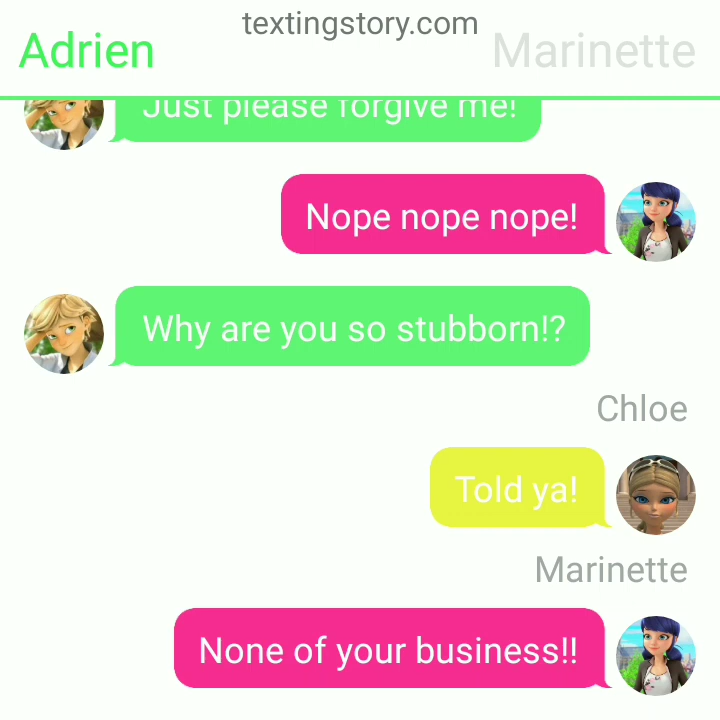 textingstory.com
Adrien Marinette
Just please forgive me!
Nope nope nope!
Why are you so stubborn!?
Chloe
Told ya!
Marinette
None of your business!!